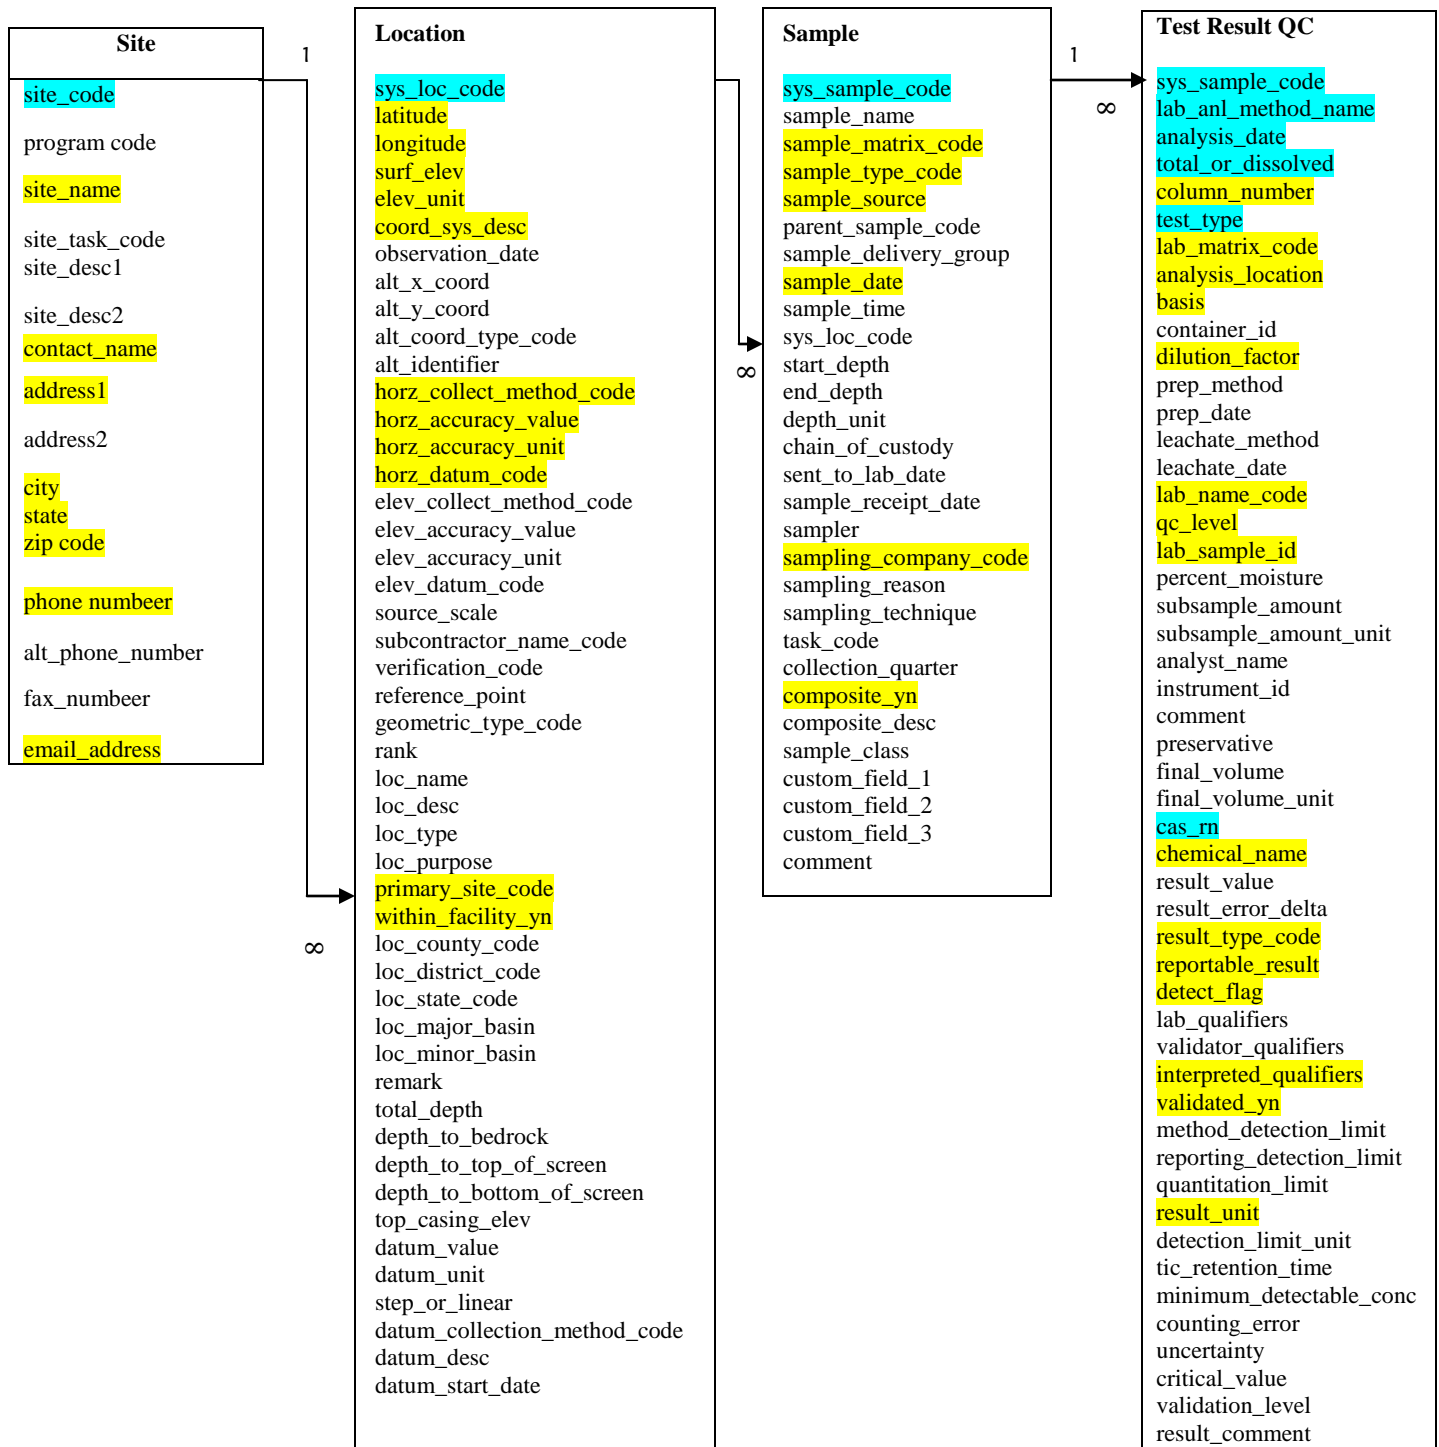 Site
site_code
program code
site_name
site_task_code
site_desc1
site_desc2
contact_name
address1
address2
city
state
zip code
phone numbeer
alt_phone_number
fax_numbeer
email_address
1
∞
Location
sys_loc_code
latitude
longitude
surf_elev
elev_unit
coord_sys_desc
observation_date
alt_x_coord
alt_y_coord
alt_coord_type_code
alt_identifier
horz_collect_method_code
horz_accuracy_value
horz_accuracy_unit
horz_datum_code
elev_collect_method_code
elev_accuracy_value
elev_accuracy_unit
elev_datum_code
source_scale
subcontractor_name_code
verification_code
reference_point
geometric_type_code
rank
loc_name
loc_desc
loc_type
loc_purpose
primary_site_code
within_facility_yn
loc_county_code
loc_district_code
loc_state_code
loc_major_basin
loc_minor_basin
remark
total_depth
depth_to_bedrock
depth_to_top_of_screen
depth_to_bottom_of_screen
top_casing_elev
datum_value
datum_unit
step_or_linear
datum_collection_method_code
datum_desc
datum_start_date
∞
Sample
sys_sample_code
sample_name
sample_matrix_code
sample_type_code
sample_source
parent_sample_code
sample_delivery_group
sample_date
sample_time
sys_loc_code
start_depth
end_depth
depth_unit
chain_of_custody
sent_to_lab_date
sample_receipt_date
sampler
sampling_company_code
sampling_reason
sampling_technique
task_code
collection_quarter
composite_yn
composite_desc
sample_class
custom_field_1
custom_field_2
custom_field_3
comment
1
∞
Test Result QC
sys_sample_code
lab_anl_method_name
analysis_date
total_or_dissolved
column_number
test_type
lab_matrix_code
analysis_location
basis
container_id
dilution_factor
prep_method
prep_date
leachate_method
leachate_date
lab_name_code
qc_level
lab_sample_id
percent_moisture
subsample_amount
subsample_amount_unit
analyst_name
instrument_id
comment
preservative
final_volume
final_volume_unit
cas_rn
chemical_name
result_value
result_error_delta
result_type_code
reportable_result
detect_flag
lab_qualifiers
validator_qualifiers
interpreted_qualifiers
validated_yn
method_detection_limit
reporting_detection_limit
quantitation_limit
result_unit
detection_limit_unit
tic_retention_time
minimum_detectable_conc
counting_error
uncertainty
critical_value
validation_level
result_comment